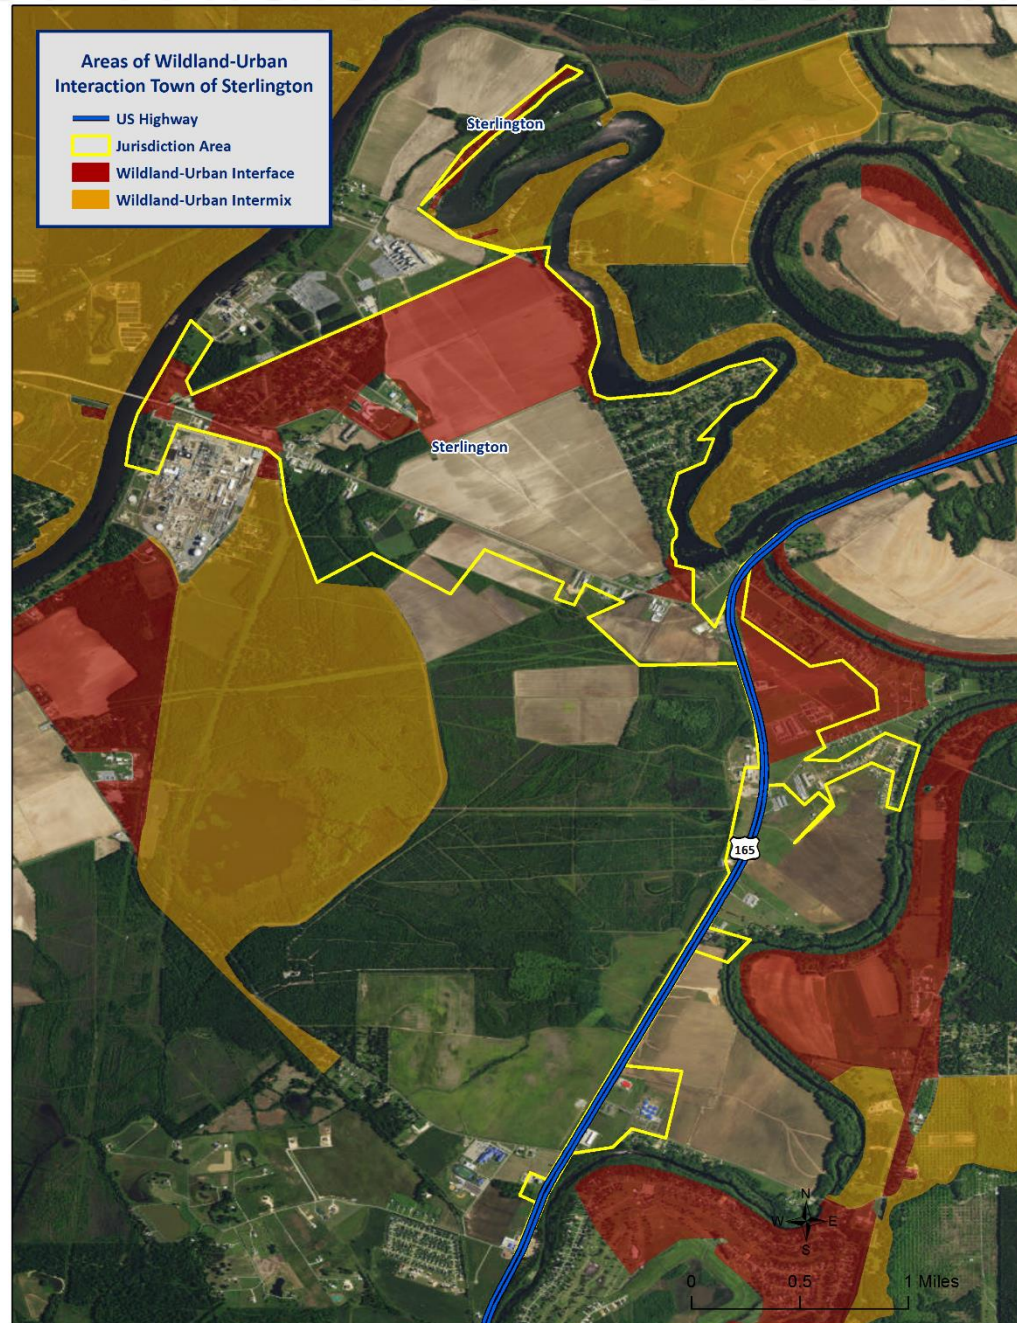 Areas of Wildland-Urban
Interaction Town of Sterlington
US Highway
Jurisdiction Area
Wildland-Urban Interface
Wildland-Urban Intermix
Sterlington
Sterlington
165
N
W E
S
0 0.5 1 Miles